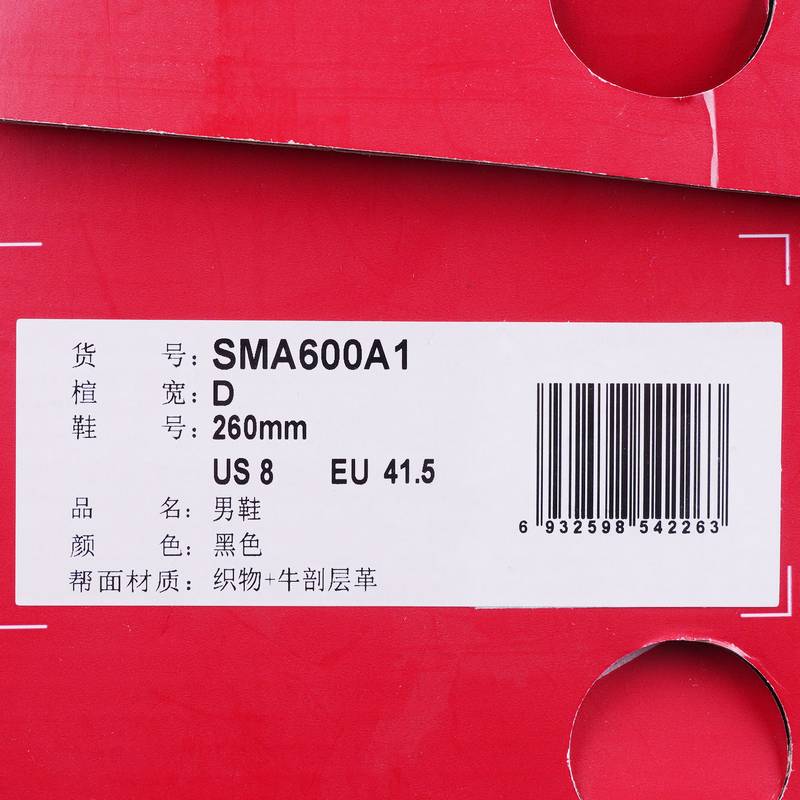 货 号: SMA600A1
楦 宽: D
鞋 号: 260mm
US 8 EU 41.5
品 名: 男鞋
颜 色: 黑色
帮面材质: 织物+牛剖层革
6 932598 542263